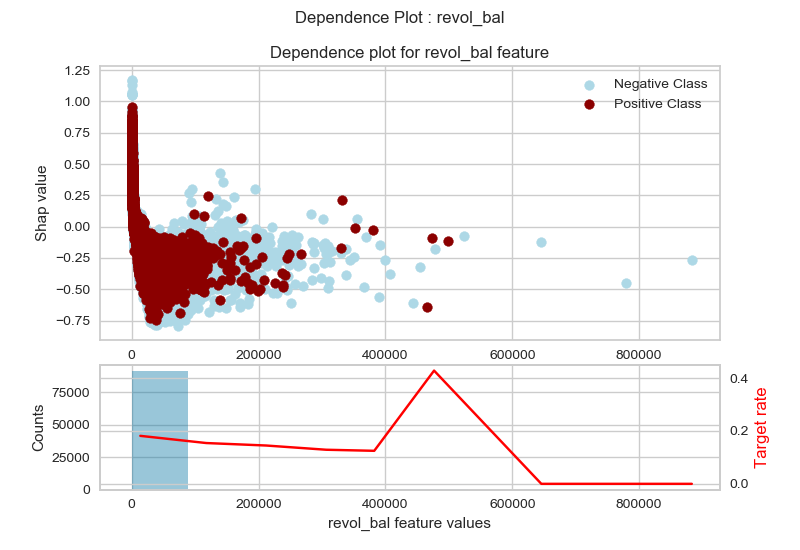 Dependence Plot : revol_bal
Dependence plot for revol_bal feature
1.25
1.00
0.75
0.50
0.25
0.00
−0.25
−0.50
−0.75
Shap value
Negative Class
Positive Class
0 200000 400000 600000 800000
75000
50000
25000
0
Counts
0.4
0.2
0.0
Target rate
0 200000 400000 600000 800000
revol_bal feature values